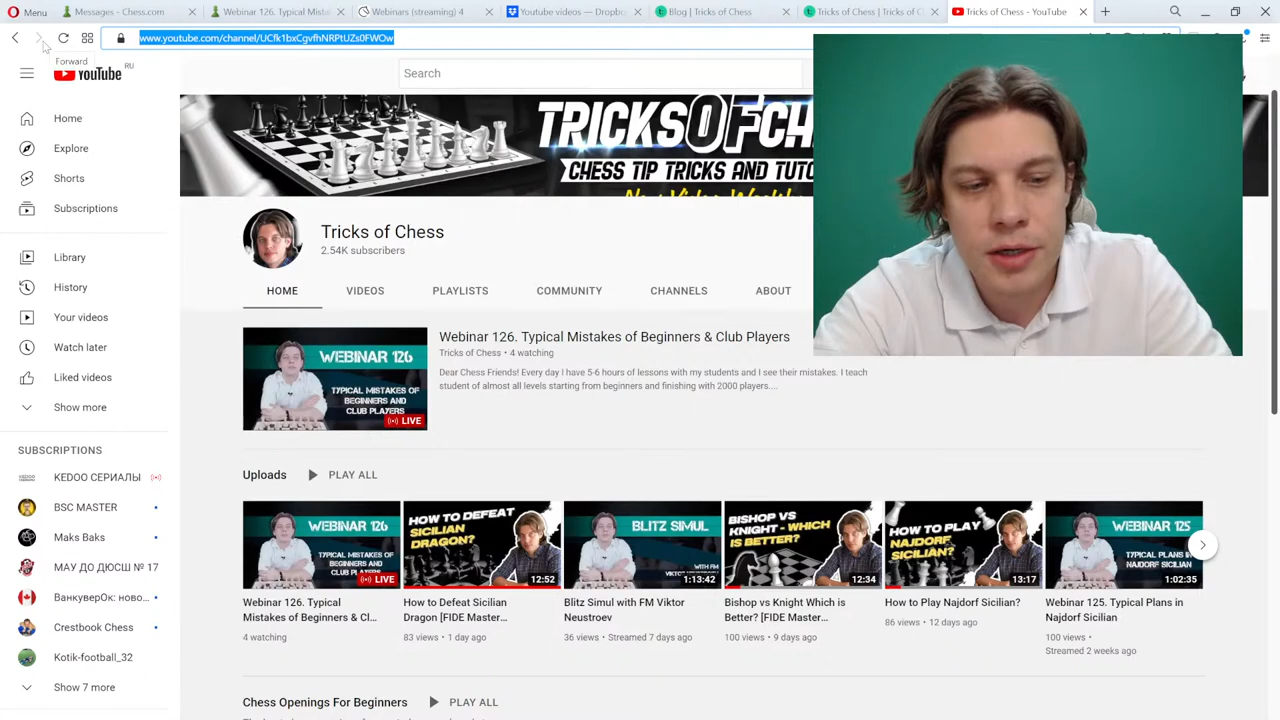 Menu
Messages - Chess.com
Webinar 126. Typical Mista
Webinars (streaming) 4
Youtube videos — Dropbo
Blog | Tricks of Chess
Tricks of Chess | Tricks of C
Tricks of Chess - YouTube
www.youtube.com/channel/UCfk1bxCgvfhNRPtUZs0FWOw
Forward
YouTube RU
Search
Home
Explore
Shorts
Subscriptions
Library
History
Your videos
Watch later
Liked videos
Show more
SUBSCRIPTIONS
KEDOO СЕРИАЛЫ
BSC MASTER
Maks Baks
МАУ ДО ДЮСШ № 17
ВанкуверОк: ново...
Crestbook Chess
Kotik-football_32
Show 7 more
TRICKSOFCH
CHESS TIP TRICKS AND TUTO
New Video Weekly
Tricks of Chess
2.54K subscribers
HOME
VIDEOS
PLAYLISTS
COMMUNITY
CHANNELS
ABOUT
WEBINAR 126
TYPICAL MISTAKES OF
BEGINNERS AND
CLUB PLAYERS
LIVE
Webinar 126. Typical Mistakes of Beginners & Club Players
Tricks of Chess • 4 watching
Dear Chess Friends! Every day I have 5-6 hours of lessons with my students and I see their mistakes. I teach
student of almost all levels starting from beginners and finishing with 2000 players....
Uploads
PLAY ALL
WEBINAR 126
TYPICAL MISTAKES OF
BEGINNERS AND
CLUB PLAYERS
LIVE
Webinar 126. Typical
Mistakes of Beginners & Cl...
4 watching
HOW TO DEFEAT
SICILIAN
DRAGON?
12:52
How to Defeat Sicilian
Dragon [FIDE Master...
83 views • 1 day ago
BLITZ SIMUL
WITH FM
1:13:42
Blitz Simul with FM Viktor
Neustroev
36 views • Streamed 7 days ago
BISHOP VS
KNIGHT - WHICH
IS BETTER?
12:34
Bishop vs Knight Which is
Better? [FIDE Master...
100 views • 9 days ago
HOW TO PLAY
NAJDORF
SICILIAN?
13:17
How to Play Najdorf Sicilian?
86 views • 12 days ago
WEBINAR 125
TYPICAL PLANS IN
NAJDORF SICILIAN
1:02:35
Webinar 125. Typical Plans in
Najdorf Sicilian
100 views •
Streamed 2 weeks ago
Chess Openings For Beginners
PLAY ALL